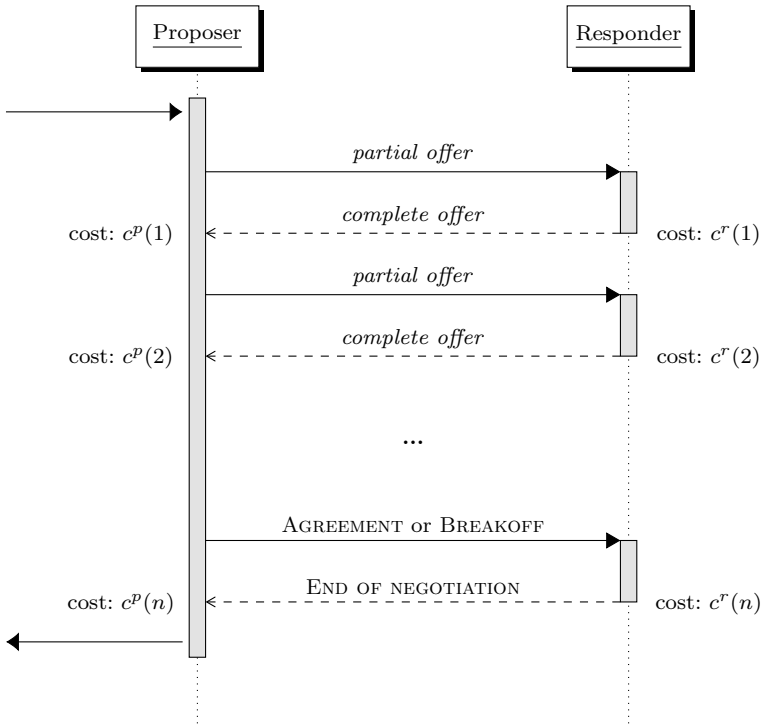 Proposer
Responder
partial offer
complete offer
cost: c^p(1)
cost: c^r(1)
partial offer
complete offer
cost: c^p(2)
cost: c^r(2)
...
AGREEMENT or BREAKOFF
END OF NEGOTIATION
cost: c^p(n)
cost: c^r(n)